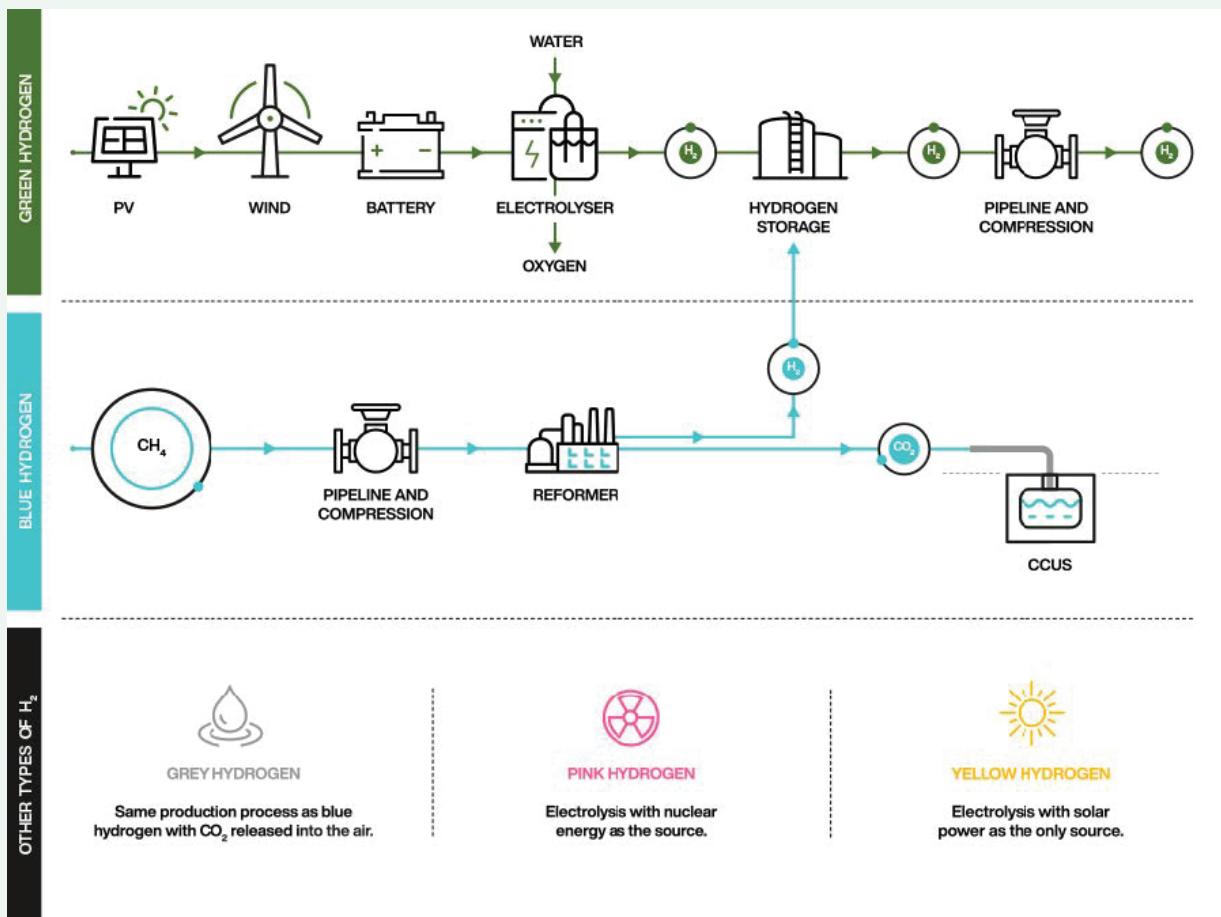 GREEN HYDROGEN
WATER
PV
WIND
BATTERY
ELECTROLYSER
OXYGEN
H₂
HYDROGEN
STORAGE
H₂
PIPELINE AND
COMPRESSION
H₂
BLUE HYDROGEN
CH₄
PIPELINE AND
COMPRESSION
REFORMER
H₂
CO₂
CCUS
OTHER TYPES OF H₂
GREY HYDROGEN
Same production process as blue
hydrogen with CO₂ released into the air.
PINK HYDROGEN
Electrolysis with nuclear
energy as the source.
YELLOW HYDROGEN
Electrolysis with solar
power as the only source.